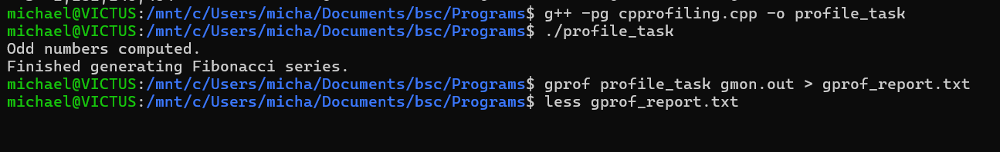 michael@VICTUS:/mnt/c/Users/micha/Documents/bsc/Programs$ g++ -pg cpprofiling.cpp -o profile_task
michael@VICTUS:/mnt/c/Users/micha/Documents/bsc/Programs$ ./profile_task
Odd numbers computed.
Finished generating Fibonacci series.
michael@VICTUS:/mnt/c/Users/micha/Documents/bsc/Programs$ gprof profile_task gmon.out > gprof_report.txt
michael@VICTUS:/mnt/c/Users/micha/Documents/bsc/Programs$ less gprof_report.txt